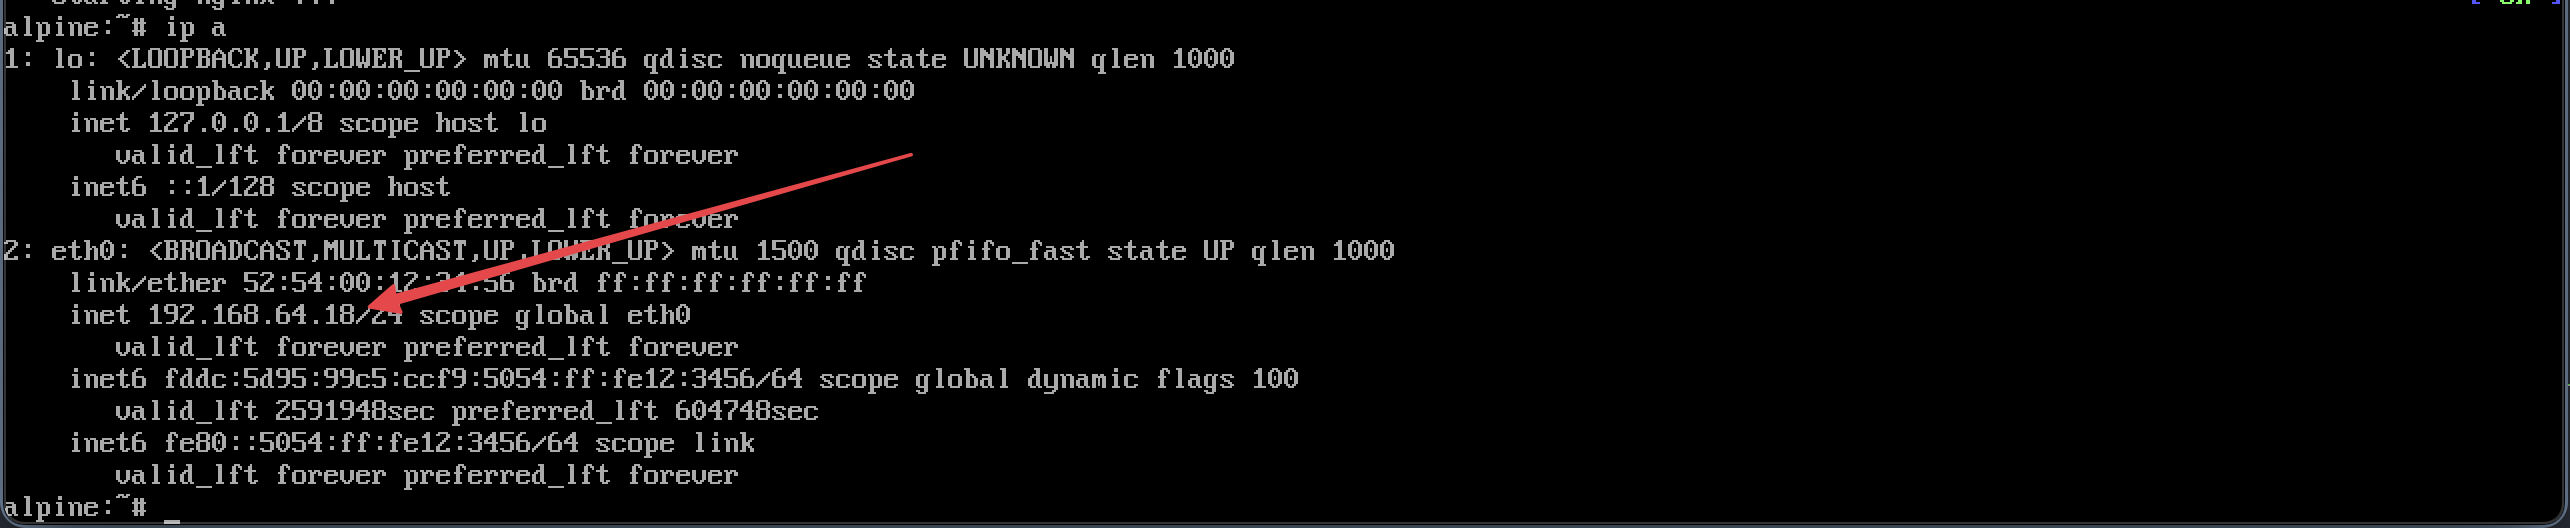 alpine:~# ip a
1: lo: <LOOPBACK,UP,LOWER_UP> mtu 65536 qdisc noqueue state UNKNOWN qlen 1000
link/loopback 00:00:00:00:00:00 brd 00:00:00:00:00:00
inet 127.0.0.1/8 scope host lo
valid_lft forever preferred_lft forever
inet6 ::1/128 scope host
valid_lft forever preferred_lft forever
2: eth0: <BROADCAST,MULTICAST,UP,LOWER_UP> mtu 1500 qdisc pfifo_fast state UP qlen 1000
link/ether 52:54:00:12:34:56 brd ff:ff:ff:ff:ff:ff
inet 192.168.64.18/24 scope global eth0
valid_lft forever preferred_lft forever
inet6 fddc:5d95:99c5:ccf9:5054:ff:fe12:3456/64 scope global dynamic flags 100
valid_lft 2591948sec preferred_lft 604748sec
inet6 fe80::5054:ff:fe12:3456/64 scope link
valid_lft forever preferred_lft forever
alpine:~#